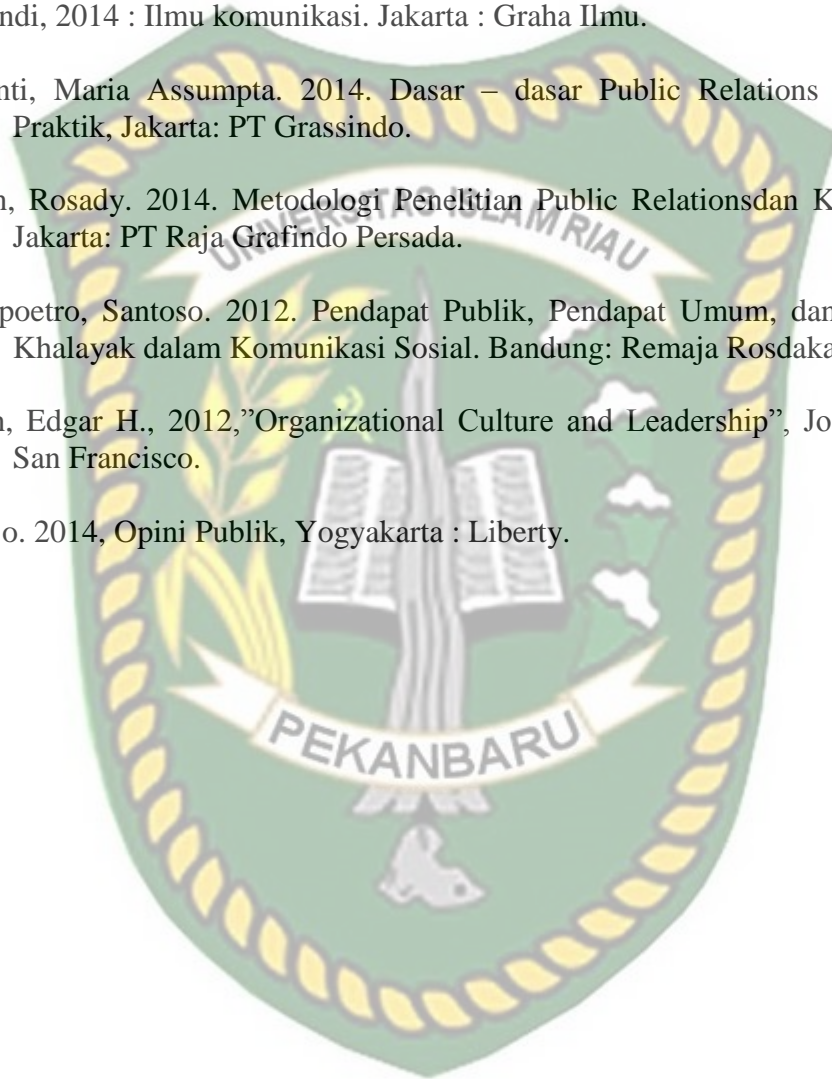 ndi, 2014 : Ilmu komunikasi. Jakarta : Graha Ilmu.
nti, Maria Assumpta. 2014. Dasar – dasar Public Relations
Praktik, Jakarta: PT Grassindo.
n, Rosady. 2014. Metodologi Penelitian Public Relationsdan K
Jakarta: PT Raja Grafindo Persada.
poetro, Santoso. 2012. Pendapat Publik, Pendapat Umum, dan
Khalayak dalam Komunikasi Sosial. Bandung: Remaja Rosdaka
n, Edgar H., 2012,”Organizational Culture and Leadership”, Jo
San Francisco.
o. 2014, Opini Publik, Yogyakarta : Liberty.
UNIVERSITAS ISLAM RIAU
PEKANBARU